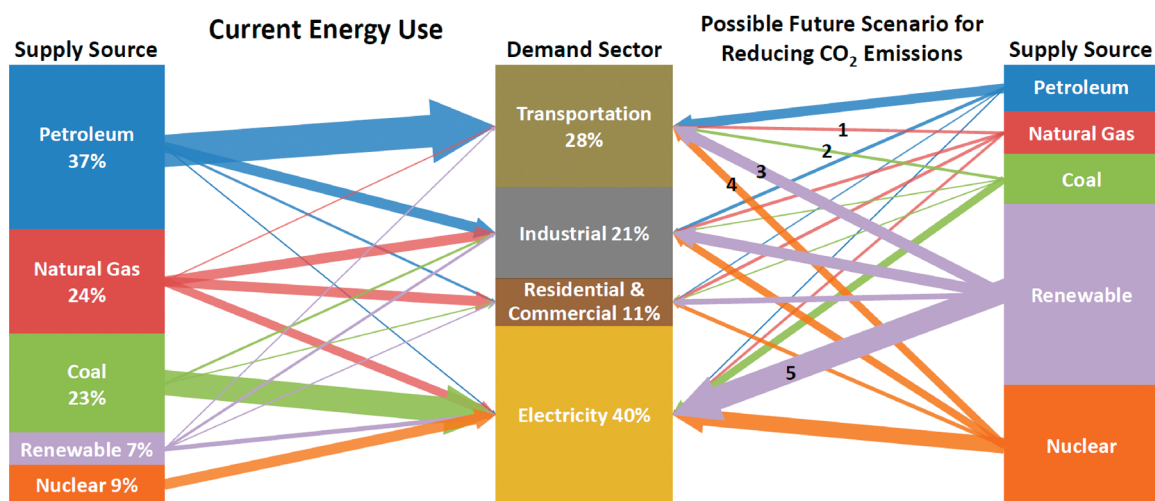 Current Energy Use
Possible Future Scenario for
Reducing CO₂ Emissions
Supply Source
Demand Sector
Supply Source
Petroleum
37%
Natural Gas
24%
Coal
23%
Renewable 7%
Nuclear 9%
Transportation
28%
Industrial 21%
Residential &
Commercial 11%
Electricity 40%
1
2
3
4
5
Petroleum
Natural Gas
Coal
Renewable
Nuclear